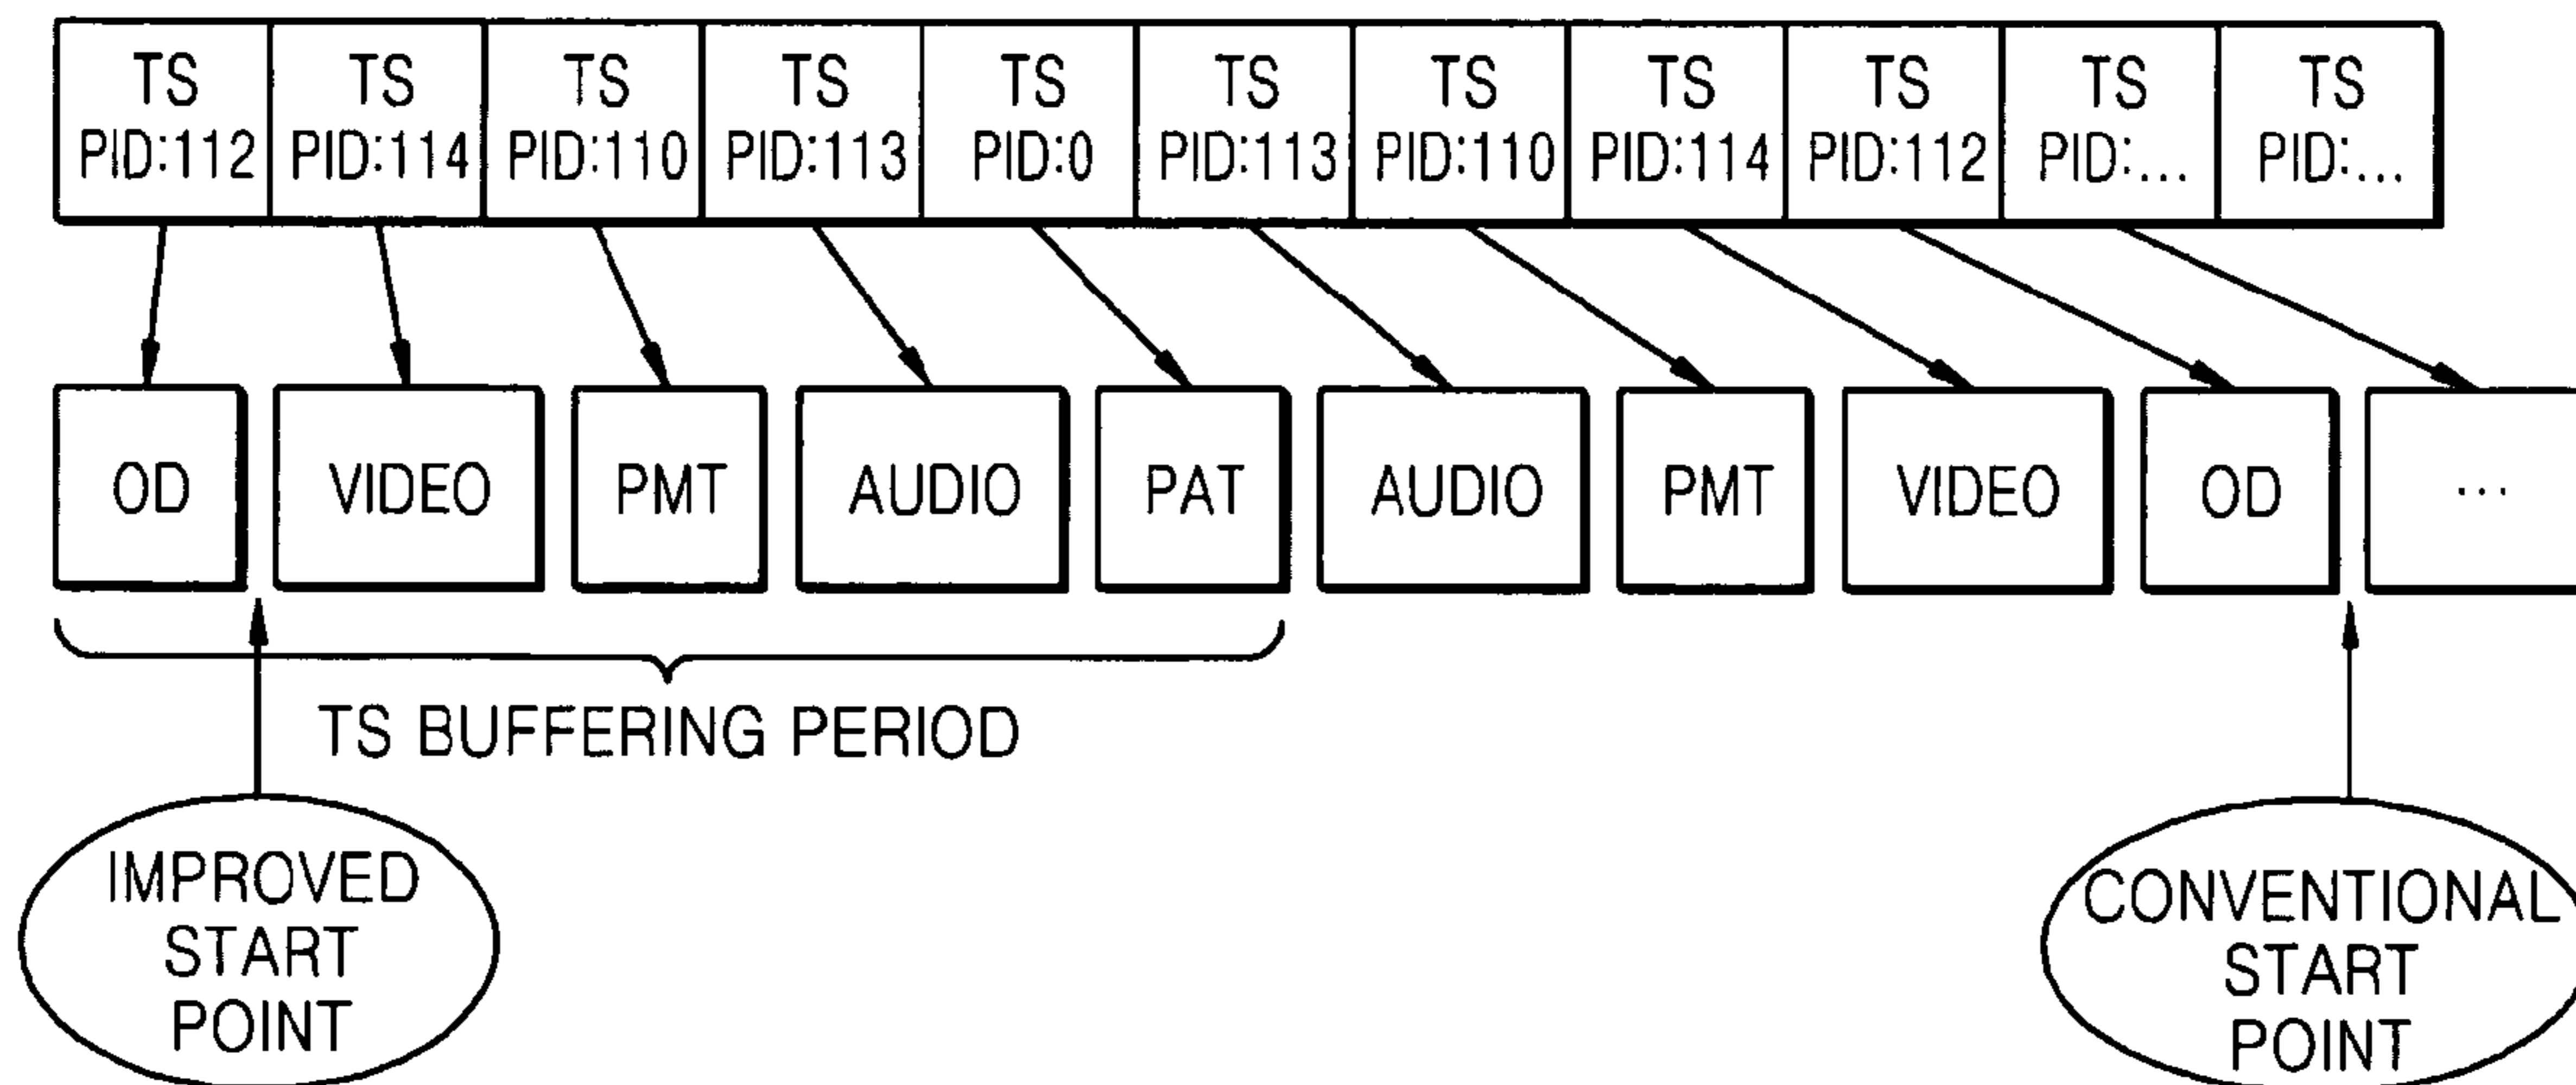 TS TS TS TS TS TS TS TS TS TS TS
PID:112 PID:114 PID:110 PID:113 PID:0 PID:113 PID:110 PID:114 PID:112 PID:... PID:...
OD VIDEO PMT AUDIO PAT AUDIO PMT VIDEO OD ...
TS BUFFERING PERIOD
IMPROVED
START
POINT
CONVENTIONAL
START
POINT